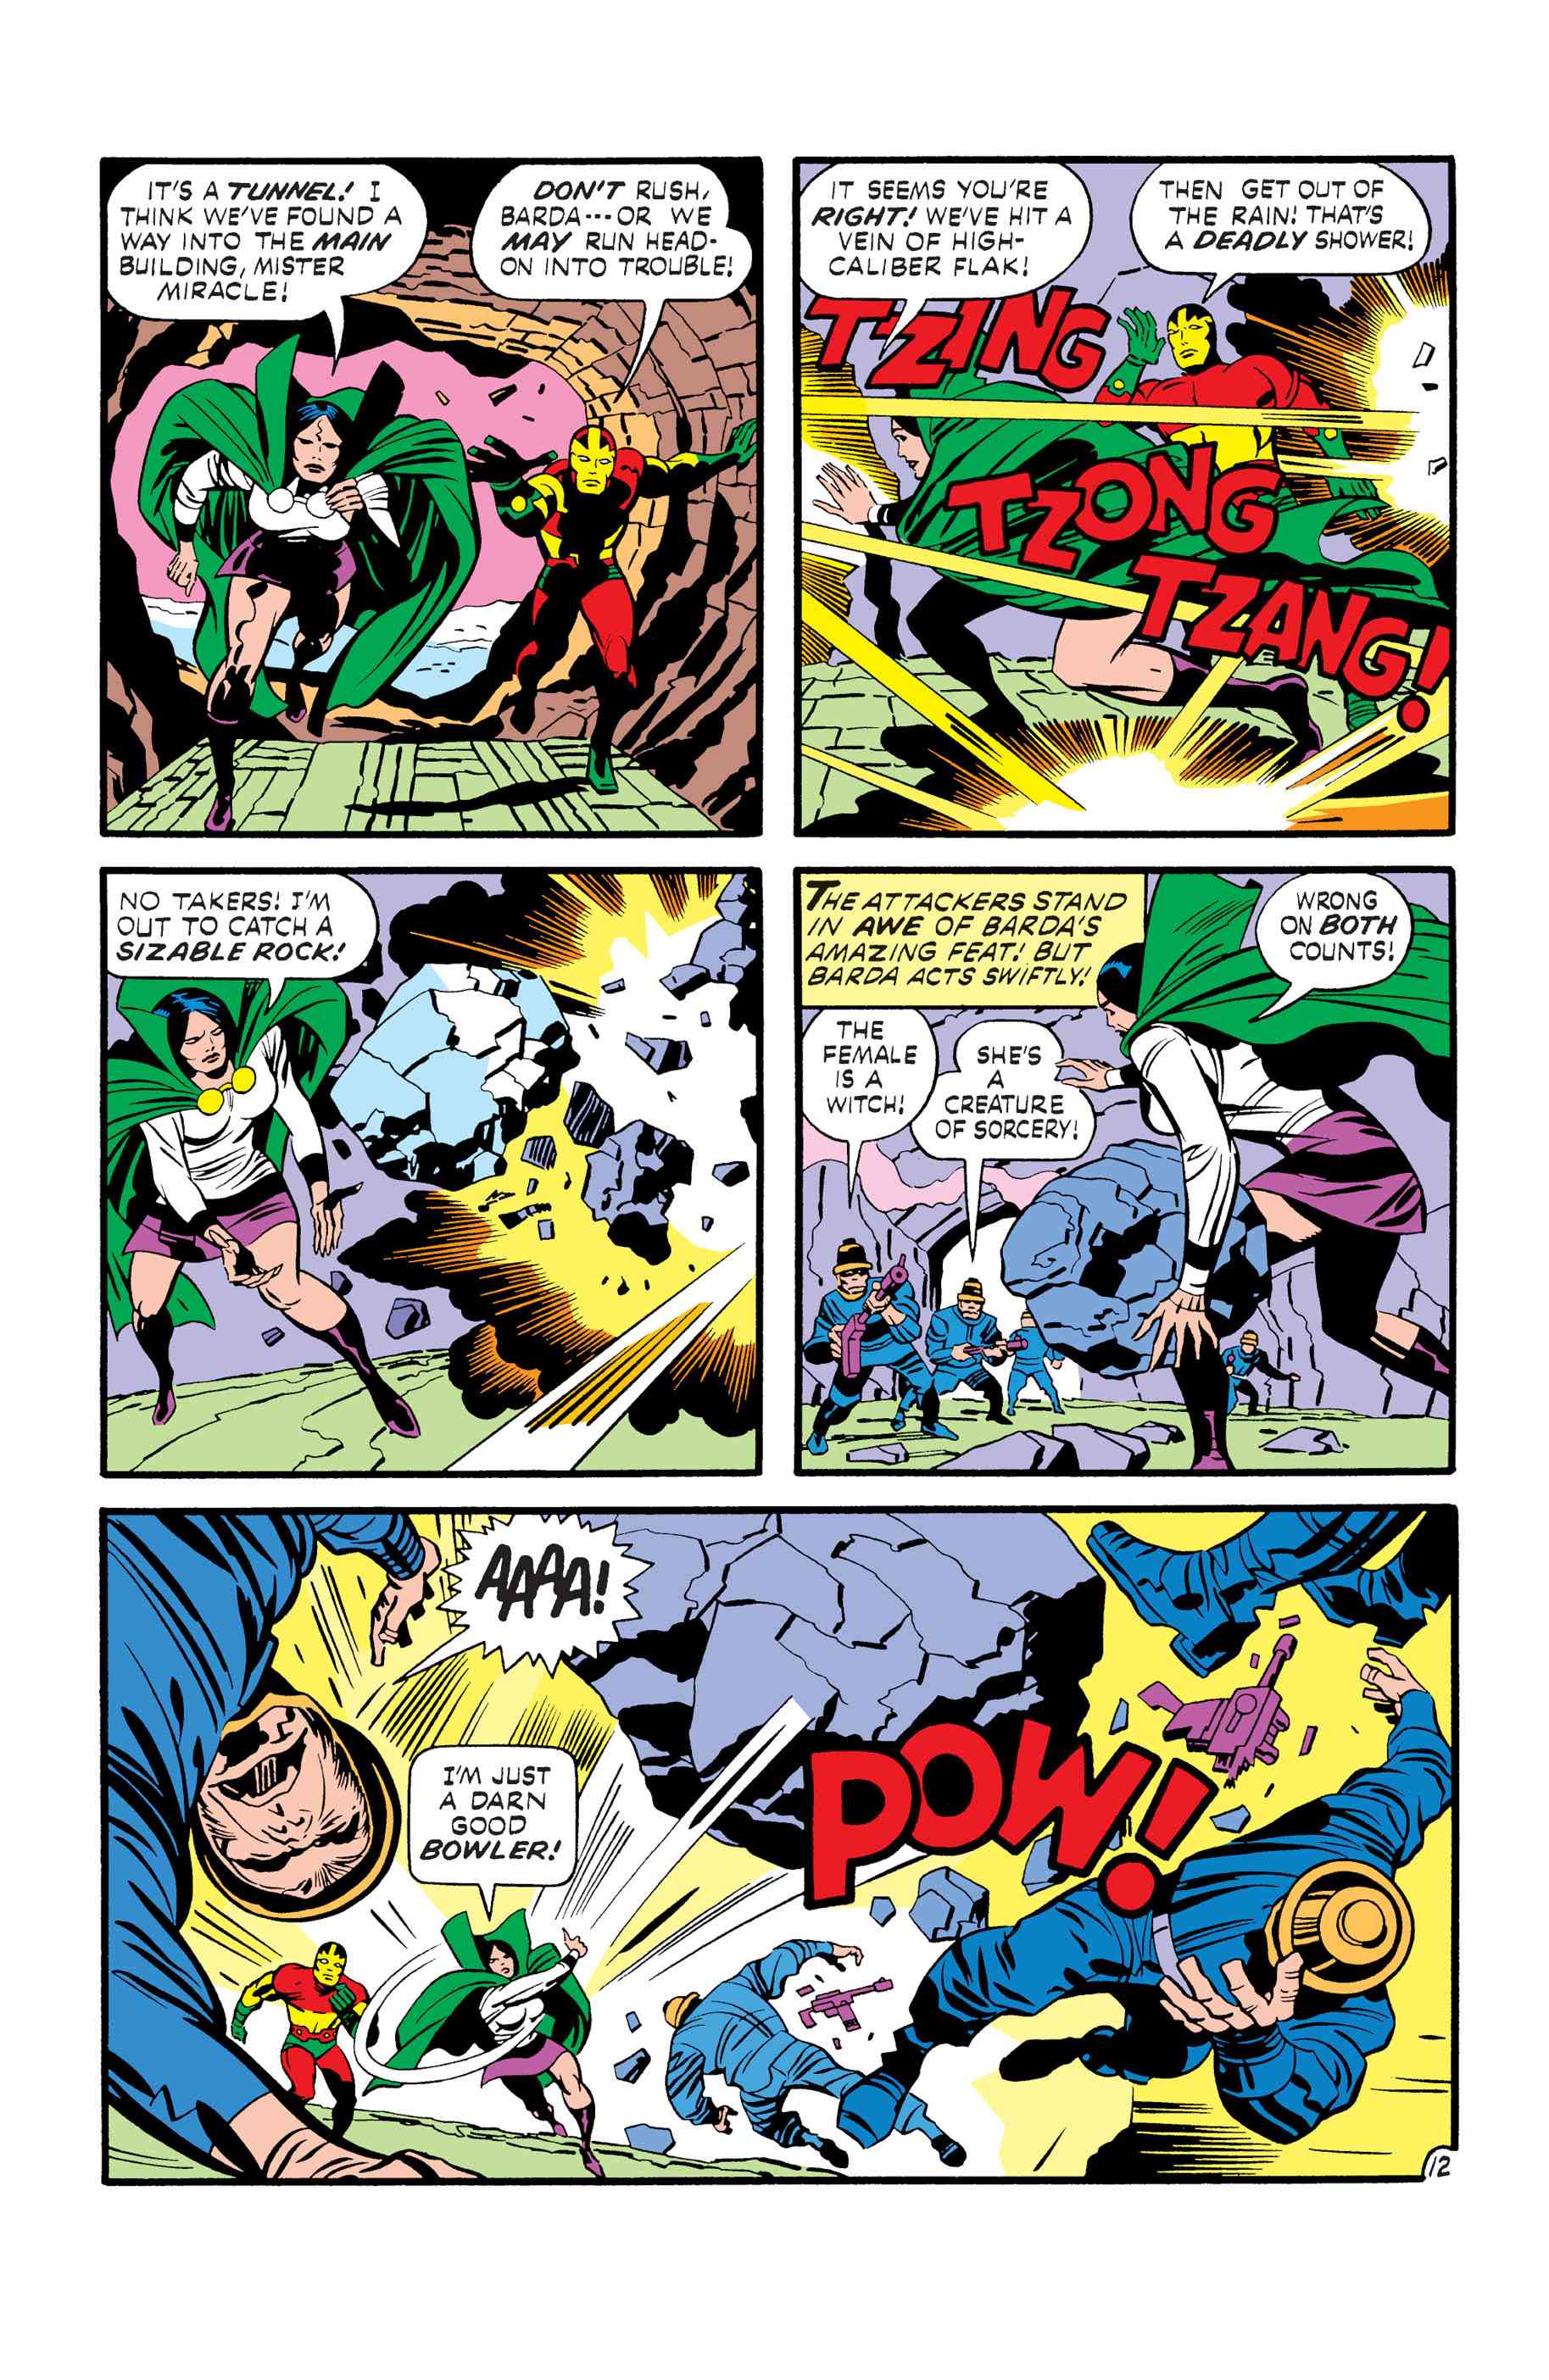 IT'S A TUNNEL! I
THINK WE'VE FOUND A
WAY INTO THE MAIN
BUILDING, MISTER
MIRACLE!
DON'T RUSH,
BARDA---OR WE
MAY RUN HEAD-
ON INTO TROUBLE!
IT SEEMS YOU'RE
RIGHT! WE'VE HIT A
VEIN OF HIGH-
CALIBER FLAK!
THEN GET OUT OF
THE RAIN! THAT'S
A DEADLY SHOWER!
T-ZING
TZONG
TZANG!
NO TAKERS! I'M
OUT TO CATCH A
SIZABLE ROCK!
THE ATTACKERS STAND
IN AWE OF BARDA'S
AMAZING FEAT! BUT
BARDA ACTS SWIFTLY!
THE
FEMALE
IS A
WITCH!
SHE'S
A
CREATURE
OF SORCERY!
WRONG
ON BOTH
COUNTS!
AAAA!
I'M JUST
A DARN
GOOD
BOWLER!
POW!
12